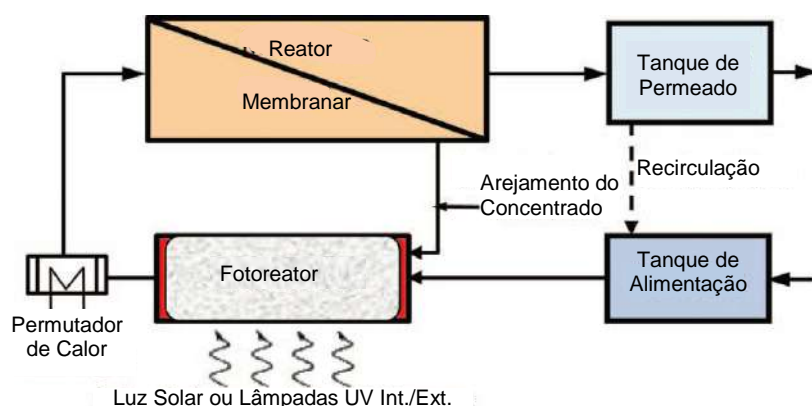 Reator
Membranar
Tanque de
Permeado
Arejamento do
Concentrado
Recirculação
Fotoreator
Tanque de
Alimentação
Permutador
de Calor
Luz Solar ou Lâmpadas UV Int./Ext.